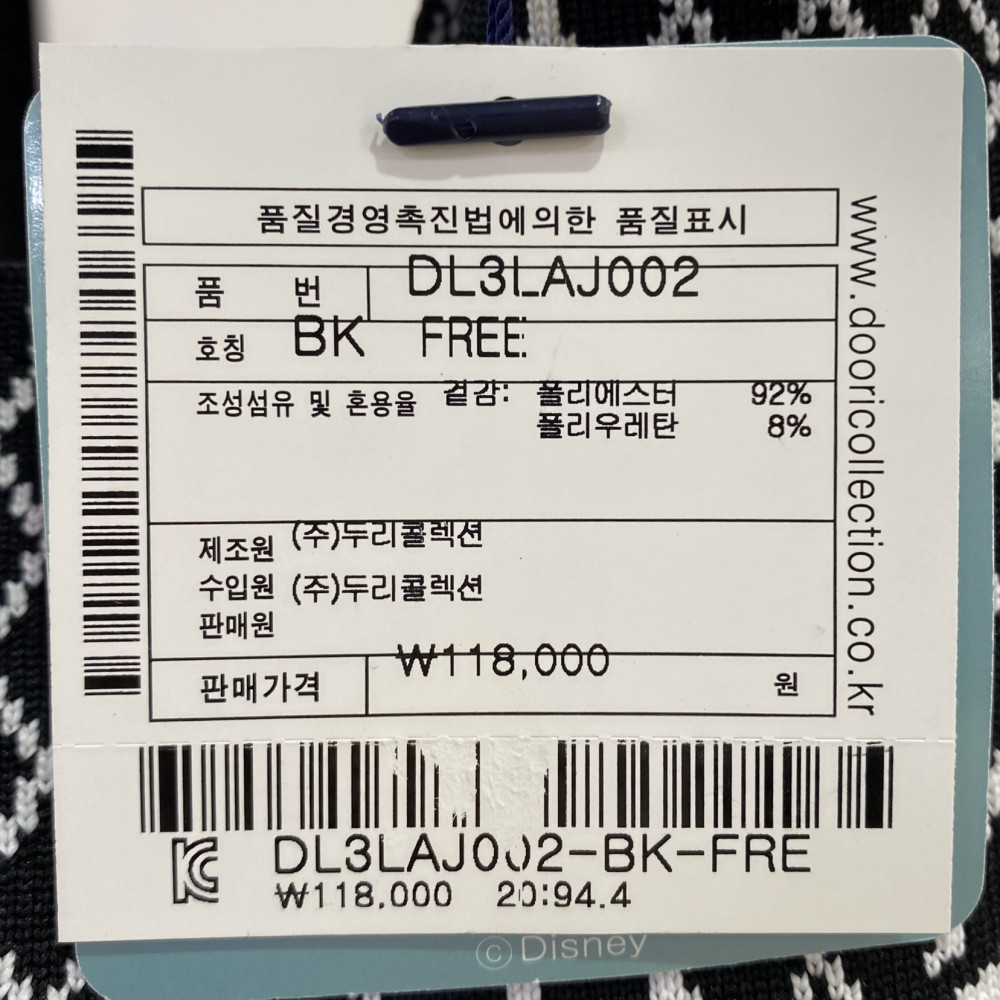 품질경영촉진법에의한 품질표시
품 번 DL3LAJ002
호칭 BK FREE
조성섬유 및 혼용율 겉감: 폴리에스터 92%
폴리우레탄 8%
제조원 (주)두리콜렉션
수입원 (주)두리콜렉션
판매원
판매가격 ₩118,000 원
www.dooricollection.co.kr
DL3LAJ002-BK-FRE
KC
₩118,000 20:94.4
©Disney